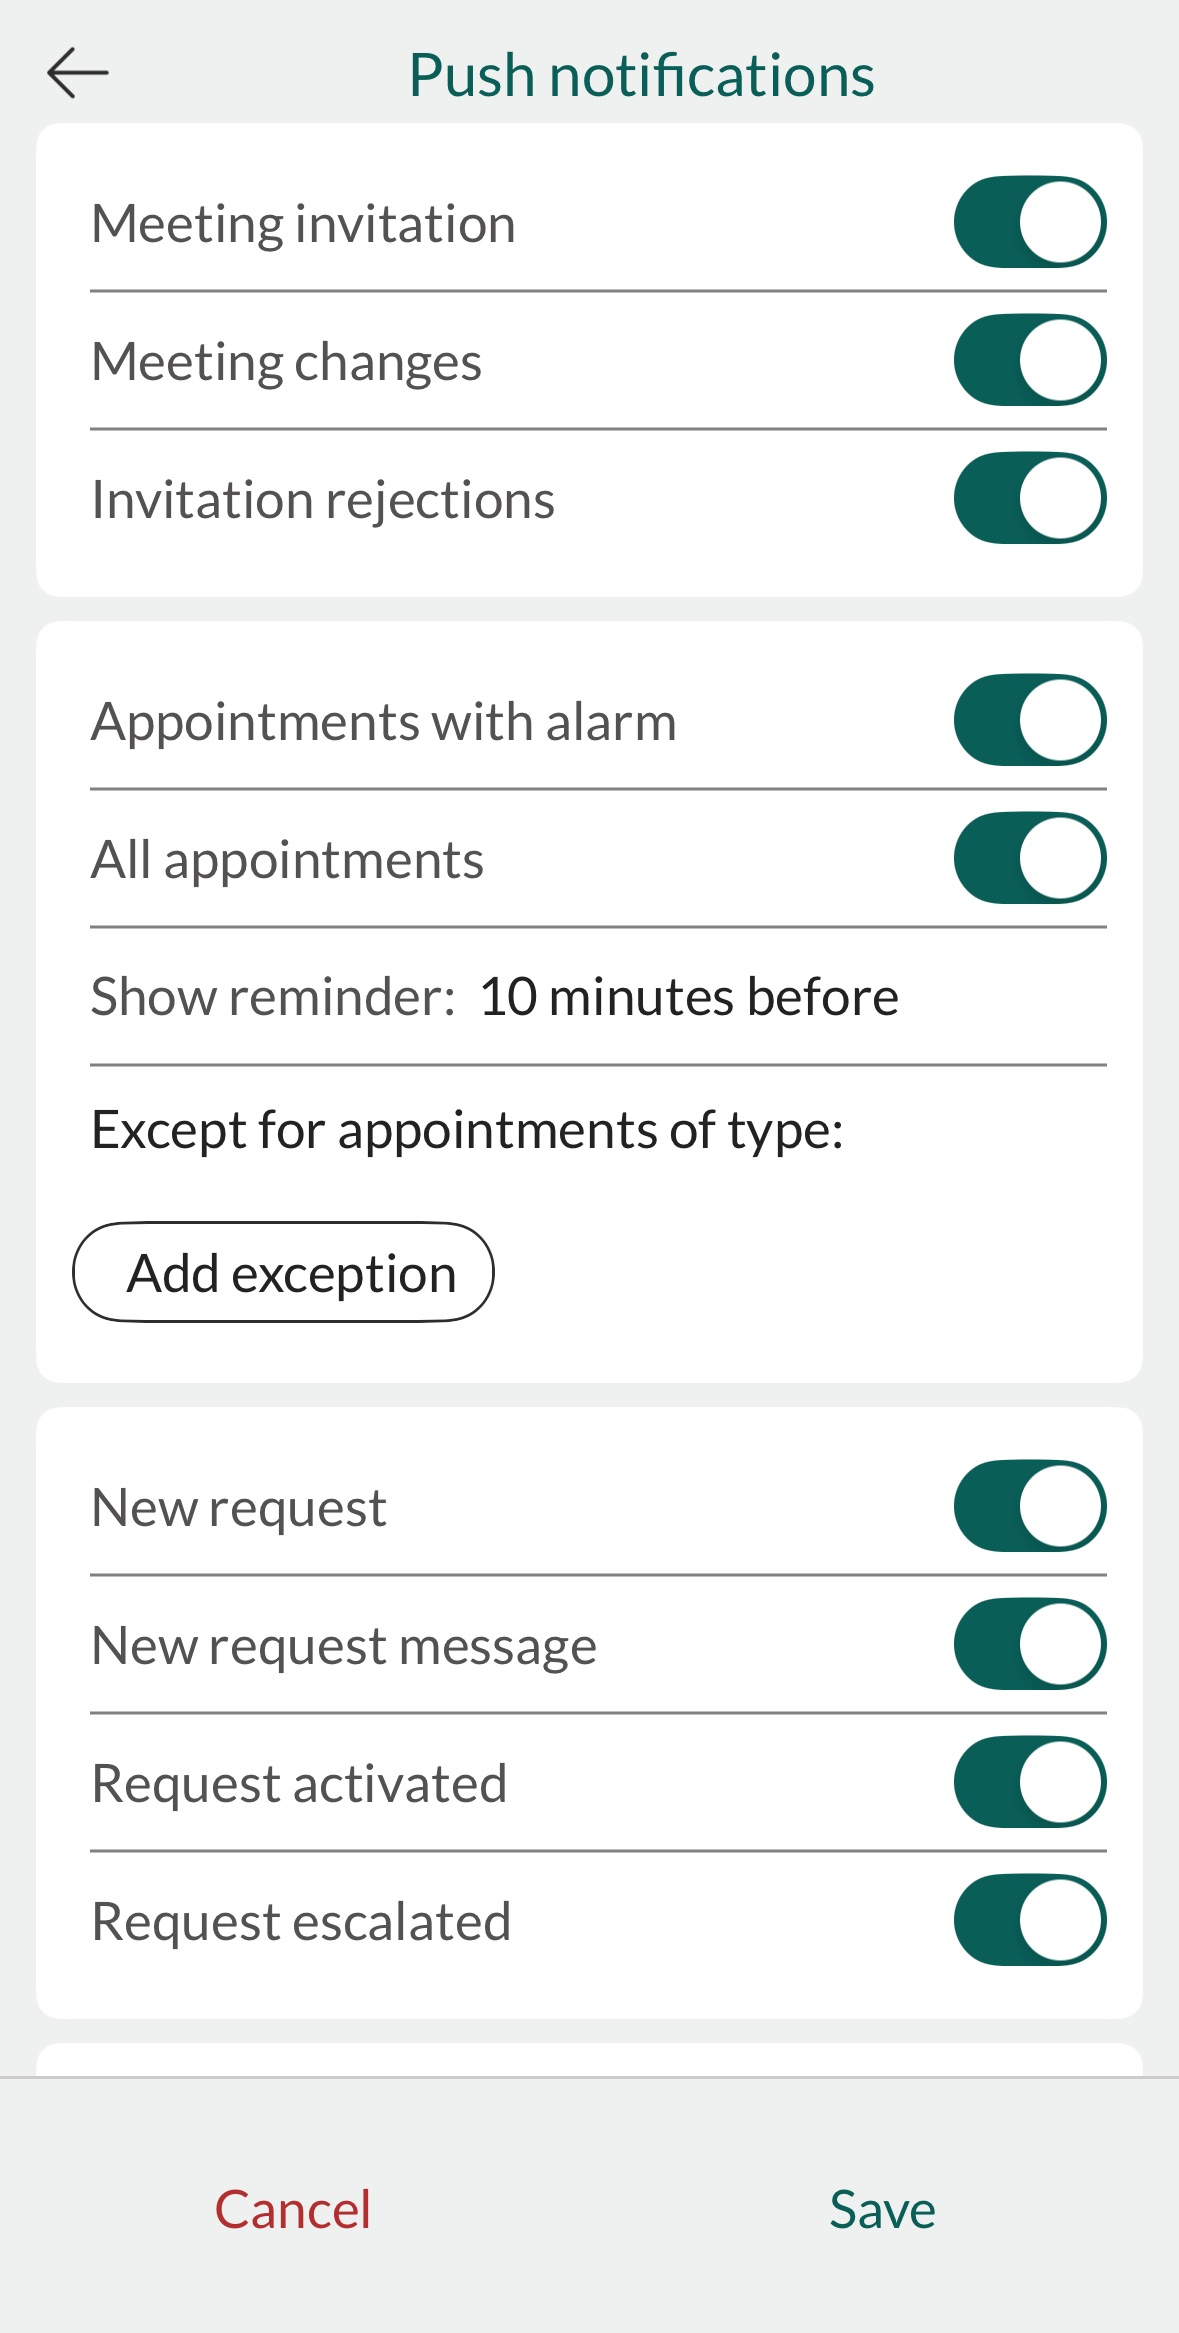 Push notifications
Meeting invitation
Meeting changes
Invitation rejections
Appointments with alarm
All appointments
Show reminder: 10 minutes before
Except for appointments of type:
Add exception
New request
New request message
Request activated
Request escalated
Cancel
Save